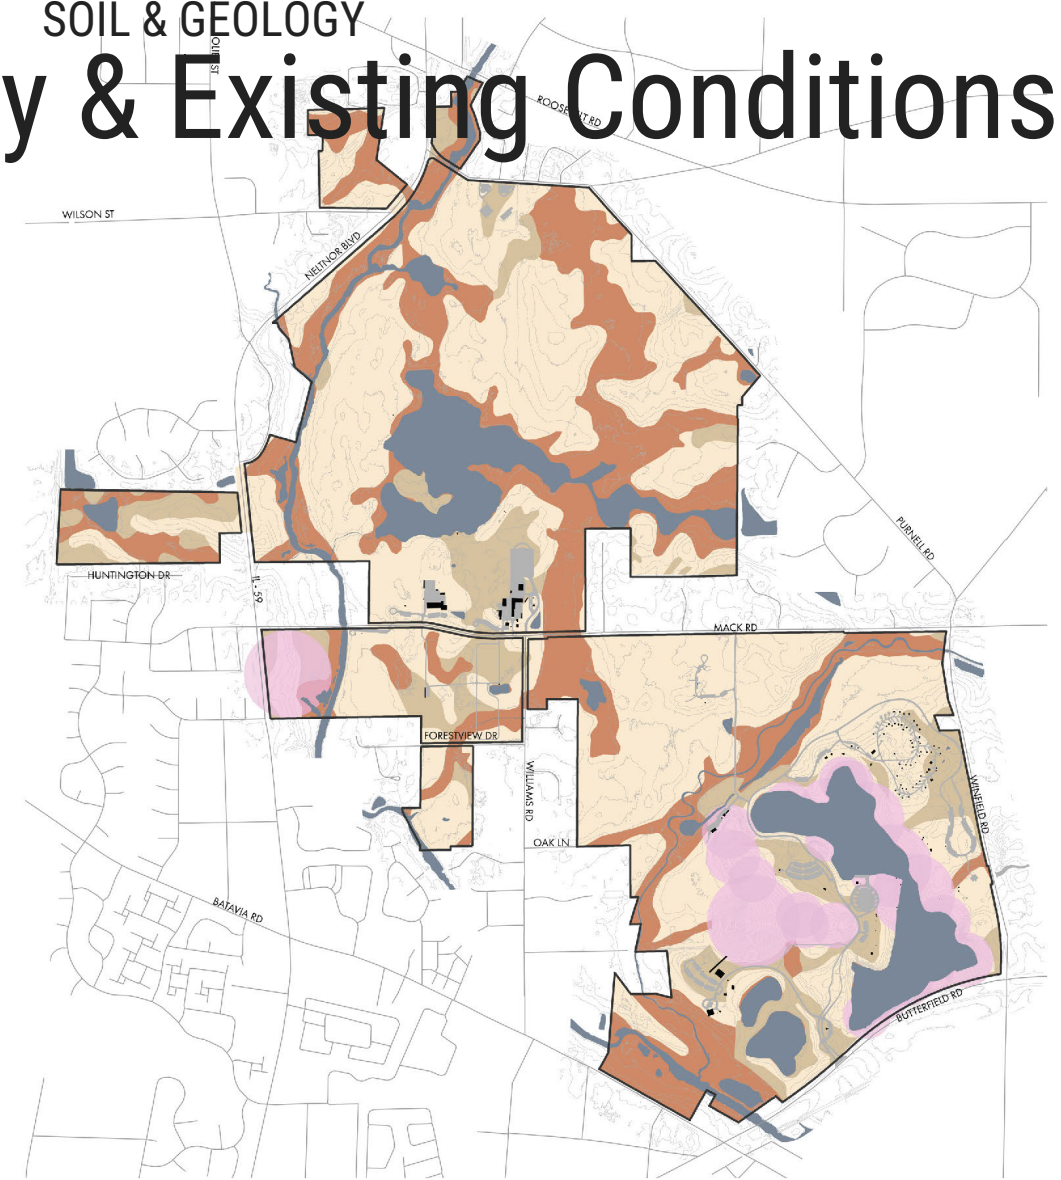 SOIL & GEOLOGY
y & Existing Conditions
ROOSEVELT RD
WILSON ST
NELTNOR BLVD
PURNELL RD
HUNTINGTON DR
IL - 59
MACK RD
FORESTVIEW DR
WILLIAMS RD
WINFIELD RD
OAK LN
BATAVIA RD
BUTTERFIELD RD